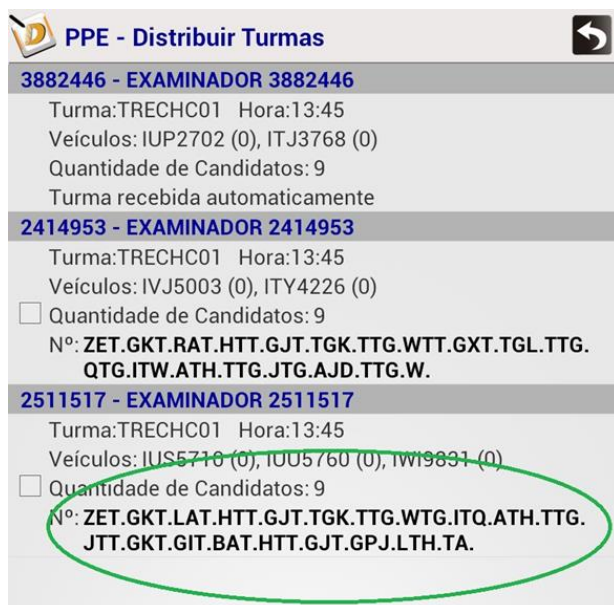 PPE - Distribuir Turmas
3882446 - EXAMINADOR 3882446
Turma:TRECHC01 Hora:13:45
Veículos: IUP2702 (0), ITJ3768 (0)
Quantidade de Candidatos: 9
Turma recebida automaticamente
2414953 - EXAMINADOR 2414953
Turma:TRECHC01 Hora:13:45
Veículos: IVJ5003 (0), ITY4226 (0)
Quantidade de Candidatos: 9
Nº: ZET.GKT.RAT.HTT.GJT.TGK.TTG.WTT.GXT.TGL.TTG.
QTG.ITW.ATH.TTG.JTG.AJD.TTG.W.
2511517 - EXAMINADOR 2511517
Turma:TRECHC01 Hora:13:45
Veículos: IUS5710 (0), IUU5760 (0), IWI9831 (0)
Quantidade de Candidatos: 9
Nº: ZET.GKT.LAT.HTT.GJT.TGK.TTG.WTG.ITQ.ATH.TTG.
JTT.GKT.GIT.BAT.HTT.GJT.GPJ.LTH.TA.